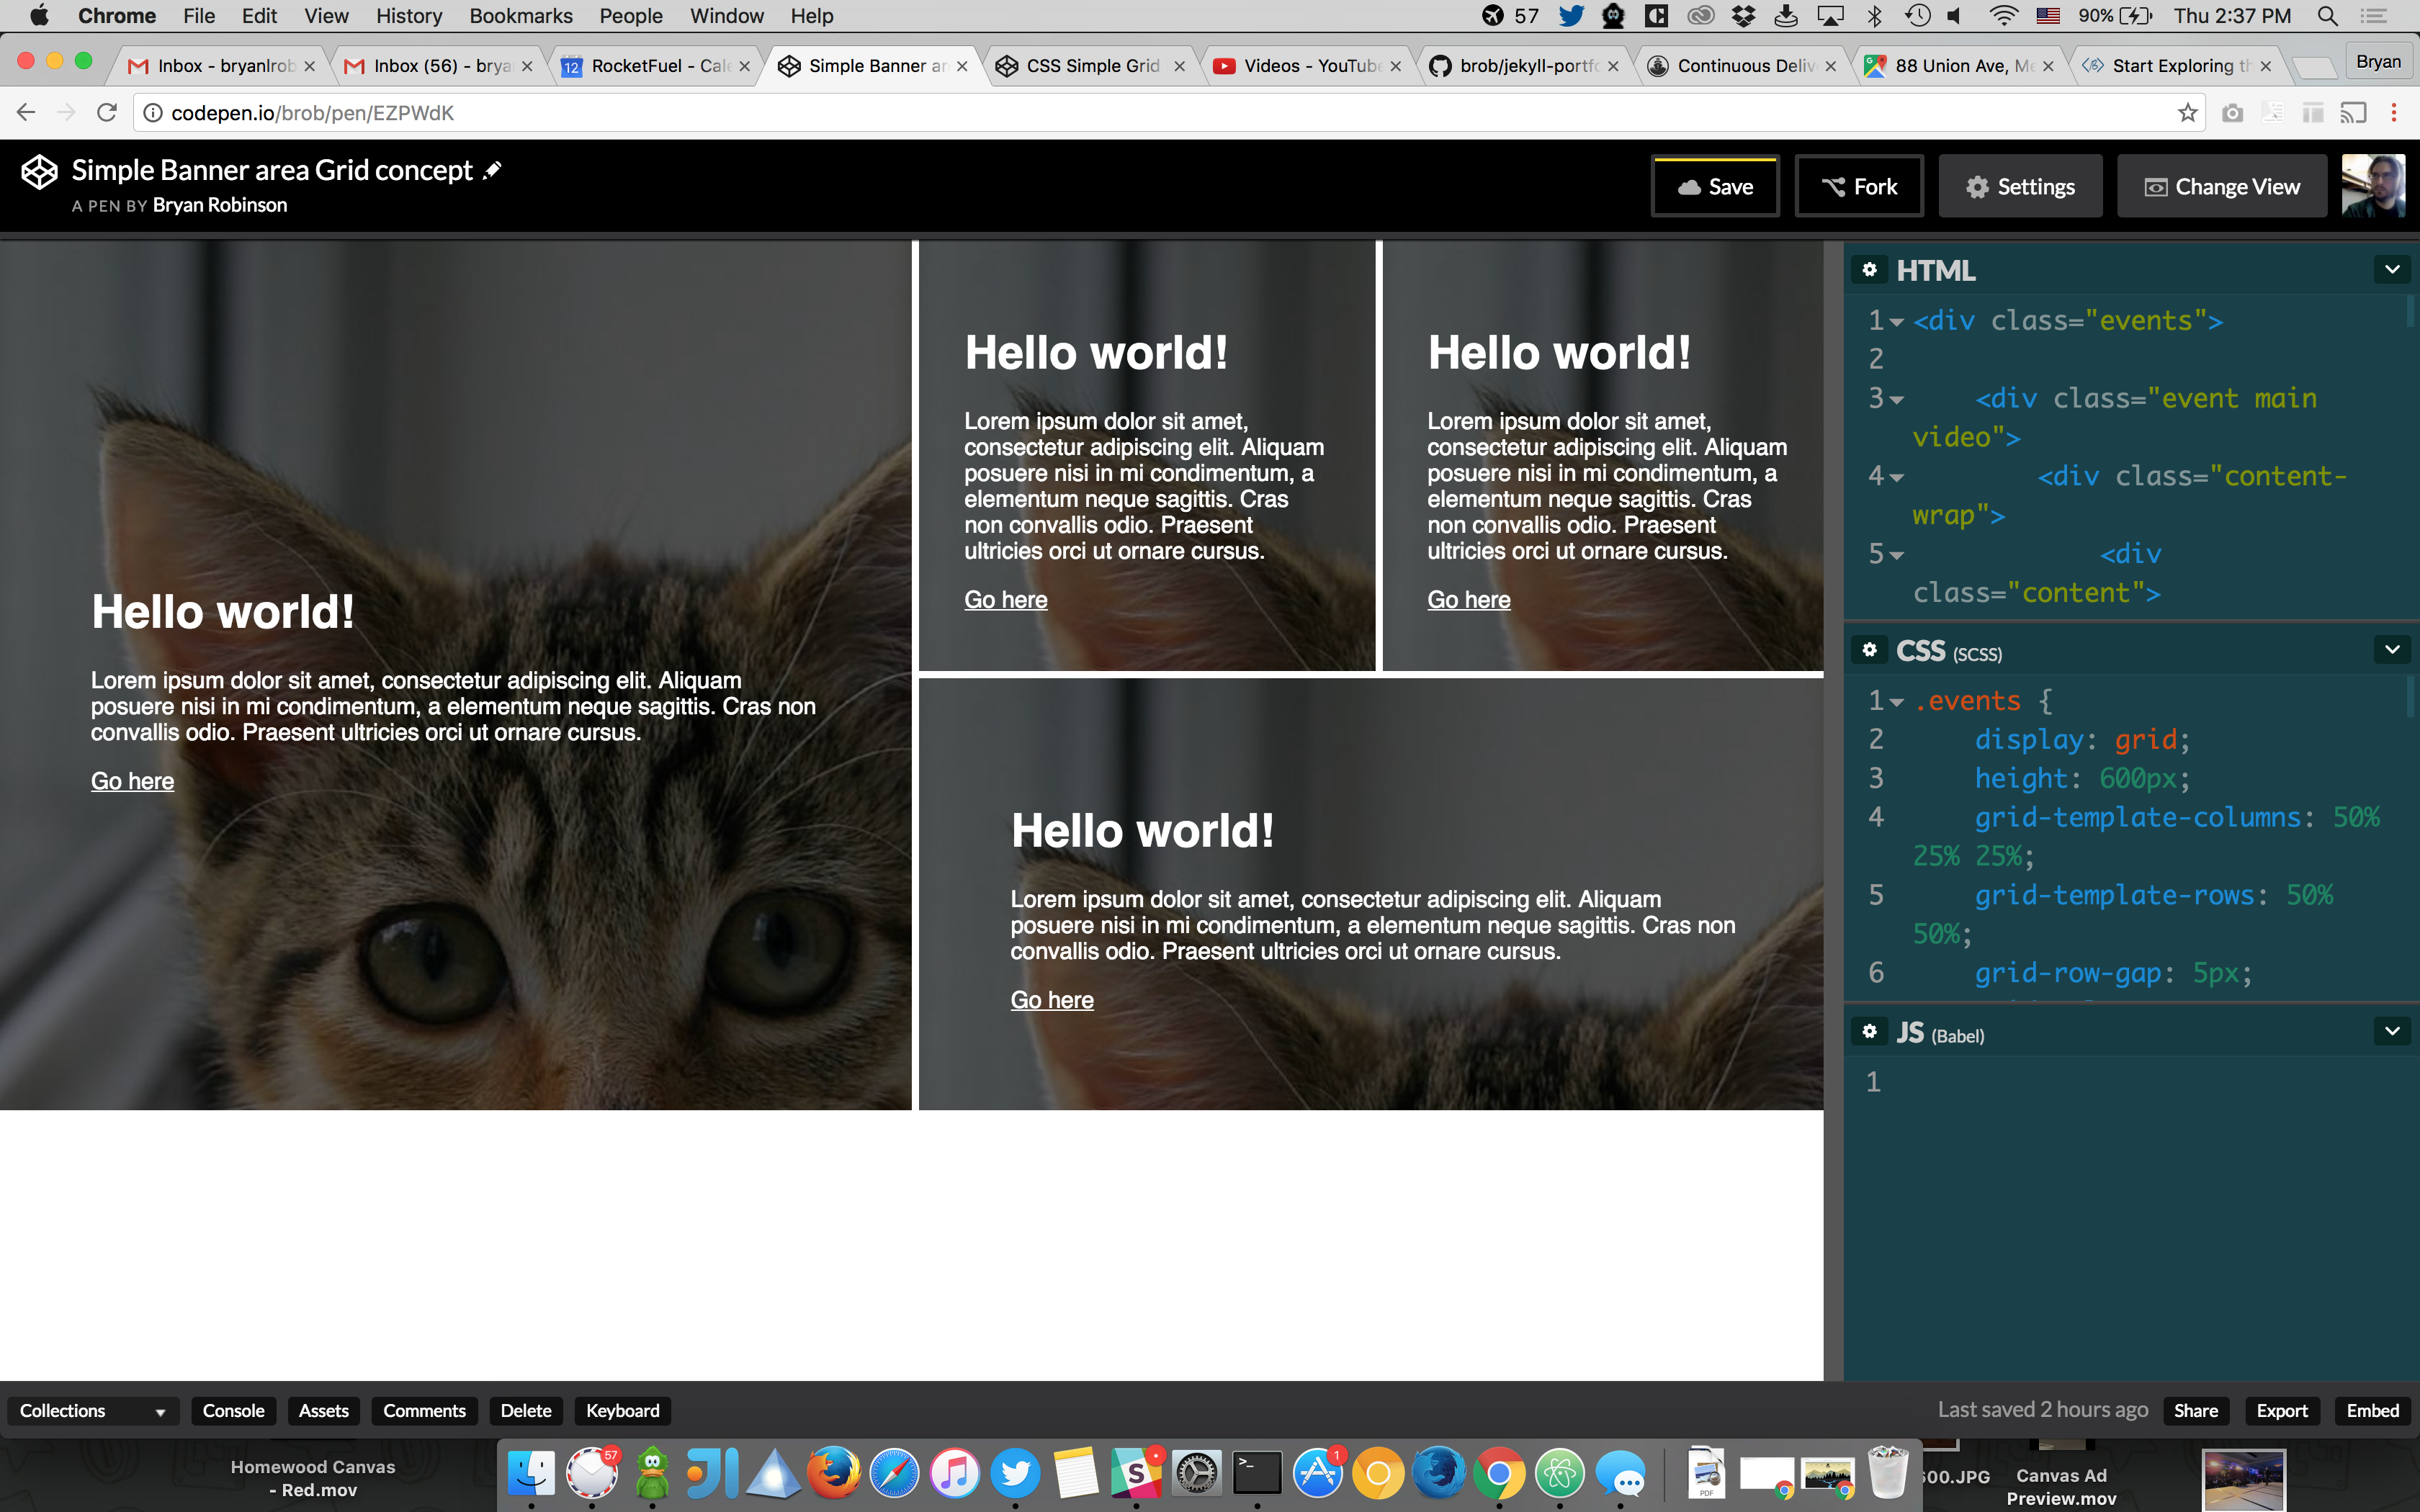 Chrome File Edit View History Bookmarks People Window Help 57 90% Thu 2:37 PM
Inbox - bryanlrob Inbox (56) - brya 12 RocketFuel - Cale Simple Banner ar CSS Simple Grid Videos - YouTube brob/jekyll-portfo Continuous Deliv 88 Union Ave, Me Start Exploring th Bryan
codepen.io/brob/pen/EZPWdK
Simple Banner area Grid concept
A PEN BY Bryan Robinson
Save Fork Settings Change View
Hello world!
Lorem ipsum dolor sit amet, consectetur adipiscing elit. Aliquam
posuere nisi in mi condimentum, a elementum neque sagittis. Cras non
convallis odio. Praesent ultricies orci ut ornare cursus.
Go here
Hello world!
Lorem ipsum dolor sit amet,
consectetur adipiscing elit. Aliquam
posuere nisi in mi condimentum, a
elementum neque sagittis. Cras
non convallis odio. Praesent
ultricies orci ut ornare cursus.
Go here
Hello world!
Lorem ipsum dolor sit amet,
consectetur adipiscing elit. Aliquam
posuere nisi in mi condimentum, a
elementum neque sagittis. Cras
non convallis odio. Praesent
ultricies orci ut ornare cursus.
Go here
Hello world!
Lorem ipsum dolor sit amet, consectetur adipiscing elit. Aliquam
posuere nisi in mi condimentum, a elementum neque sagittis. Cras non
convallis odio. Praesent ultricies orci ut ornare cursus.
Go here
HTML
1 <div class="events">
2
3 <div class="event main
video">
4 <div class="content-
wrap">
5 <div
class="content">
CSS (SCSS)
1 .events {
2 display: grid;
3 height: 600px;
4 grid-template-columns: 50%
25% 25%;
5 grid-template-rows: 50%
50%;
6 grid-row-gap: 5px;
JS (Babel)
1
Collections Console Assets Comments Delete Keyboard Last saved 2 hours ago Share Export Embed
Homewood Canvas
- Red.mov
57
1
PDF
600.JPG
Canvas Ad
Preview.mov